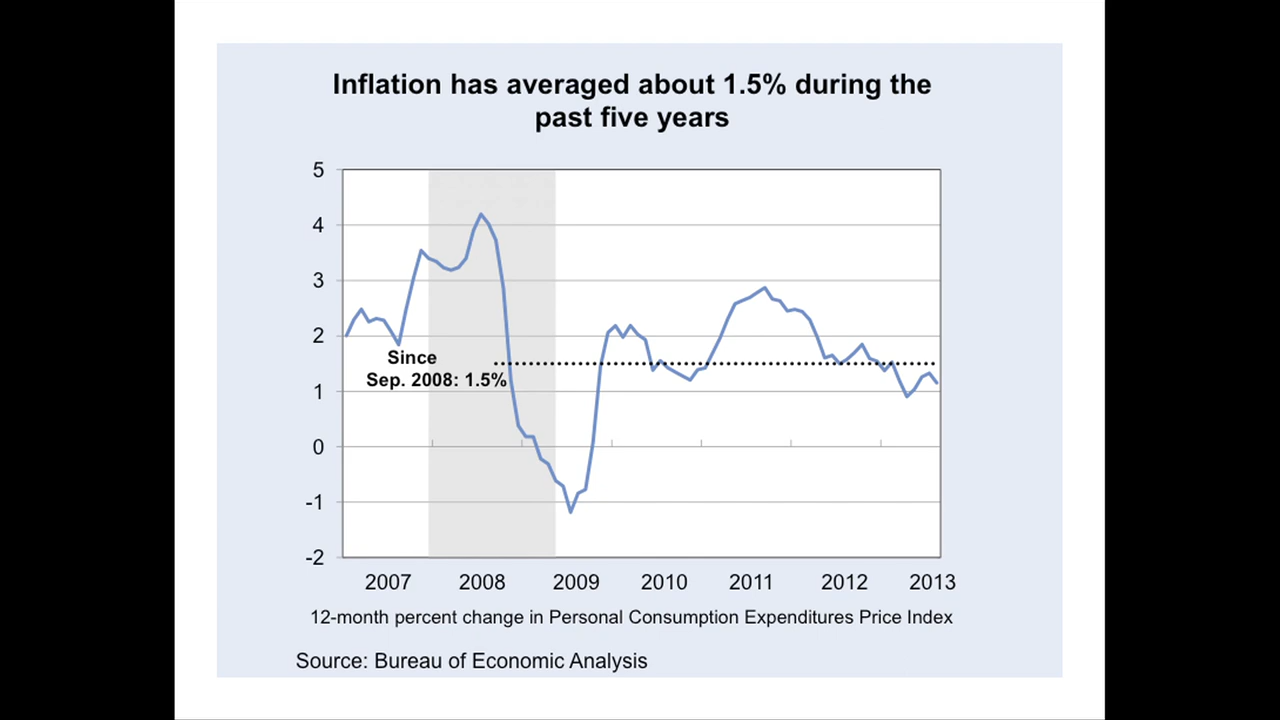 Inflation has averaged about 1.5% during the
past five years
5
4
3
2
Since
Sep. 2008: 1.5%
1
0
-1
-2
2007 2008 2009 2010 2011 2012 2013
12-month percent change in Personal Consumption Expenditures Price Index
Source: Bureau of Economic Analysis